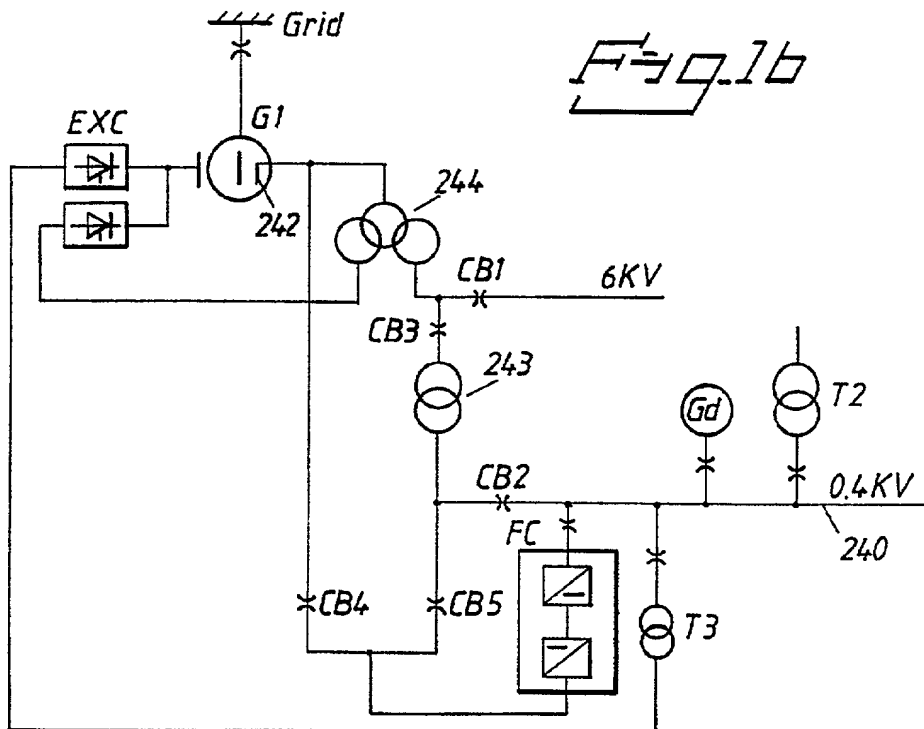 Grid
Fig.1b
EXC
G1
242
244
CB1
6KV
CB3
243
Gd
T2
CB2
0.4KV
FC
240
CB4
CB5
T3